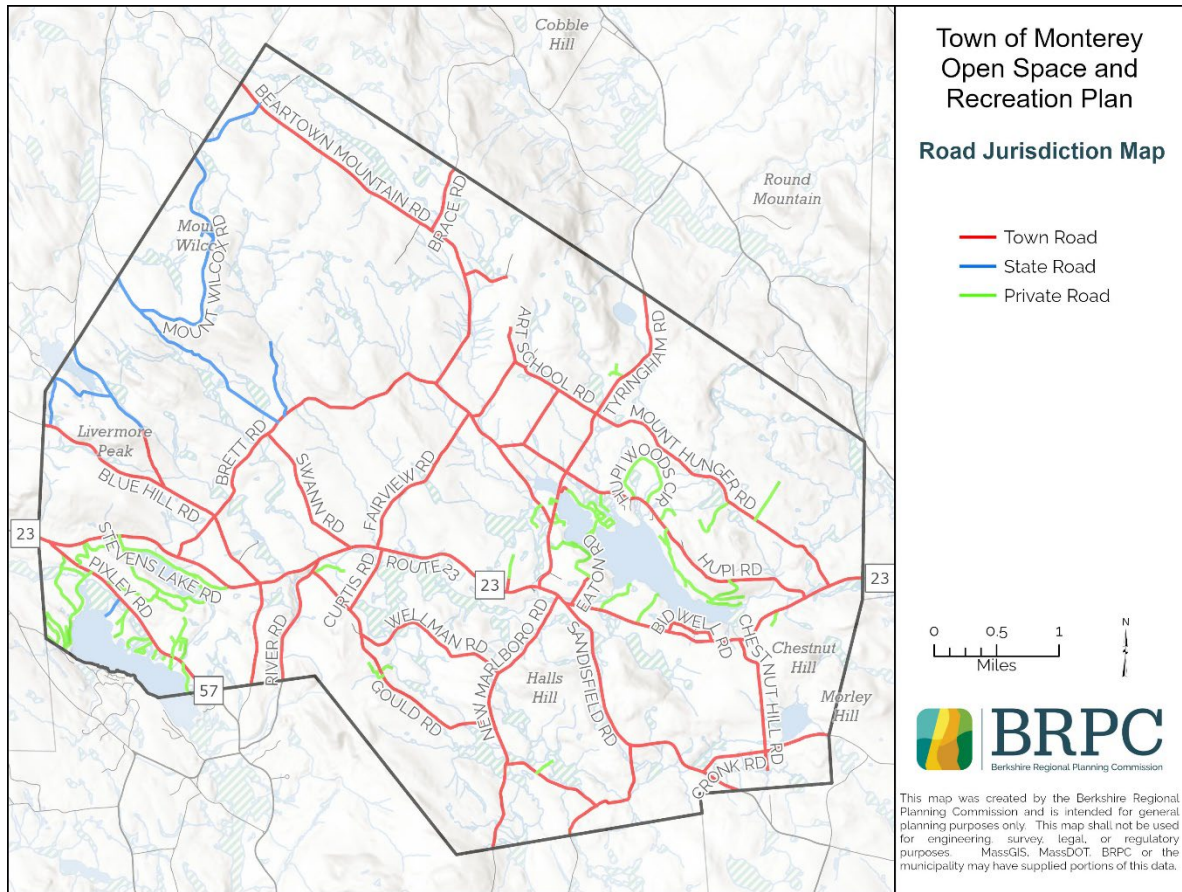 Cobble
Hill
BEARTOWN MOUNTAIN RD
BRACE RD
Round
Mountain
Mount
Wilcox
MOUNT WILCOX RD
ART SCHOOL RD
TYRINGHAM RD
MOUNT HUNGER RD
HUPI WOODS CIR
Livermore
Peak
BRETT RD
SWANN RD
FAIRVIEW RD
BLUE HILL RD
23
STEVENS LAKE RD
PIXLEY RD
57
RIVER RD
CURTIS RD
ROUTE 23
23
EATON RD
HUPI RD
23
WELLMAN RD
BIDWELL RD
CHESTNUT HILL RD
Chestnut
Hill
Morley
Hill
GOULD RD
NEW MARLBORO RD
Halls
Hill
SANDISFIELD RD
CRONK RD
Town of Monterey
Open Space and
Recreation Plan
Road Jurisdiction Map
Town Road
State Road
Private Road
0 0.5 1
Miles
N
BRPC
Berkshire Regional Planning Commission
This map was created by the Berkshire Regional
Planning Commission and is intended for general
planning purposes only. This map shall not be used
for engineering, survey, legal, or regulatory
purposes. MassGIS, MassDOT, BRPC or the
municipality may have supplied portions of this data.